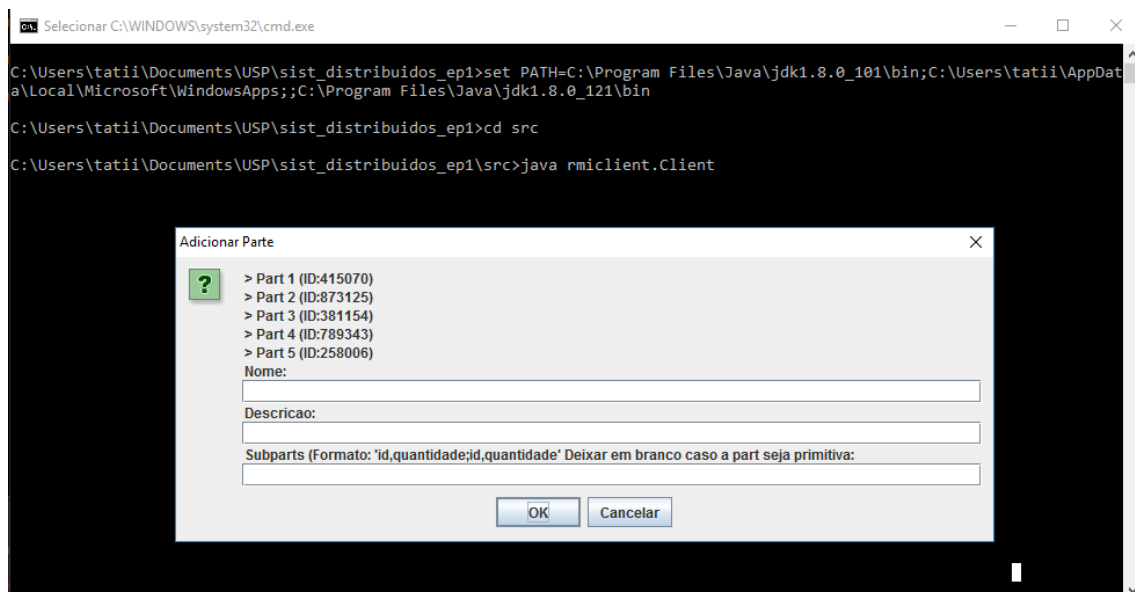 Selecionar C:\WINDOWS\system32\cmd.exe
C:\Users\tatii\Documents\USP\sist_distribuidos_ep1>set PATH=C:\Program Files\Java\jdk1.8.0_101\bin;C:\Users\tatii\AppDat
a\Local\Microsoft\WindowsApps;;C:\Program Files\Java\jdk1.8.0_121\bin
C:\Users\tatii\Documents\USP\sist_distribuidos_ep1>cd src
C:\Users\tatii\Documents\USP\sist_distribuidos_ep1\src>java rmiclient.Client
Adicionar Parte
> Part 1 (ID:415070)
> Part 2 (ID:873125)
> Part 3 (ID:381154)
> Part 4 (ID:789343)
> Part 5 (ID:258006)
Nome:
Descricao:
Subparts (Formato: 'id,quantidade;id,quantidade' Deixar em branco caso a part seja primitiva:
OK Cancelar